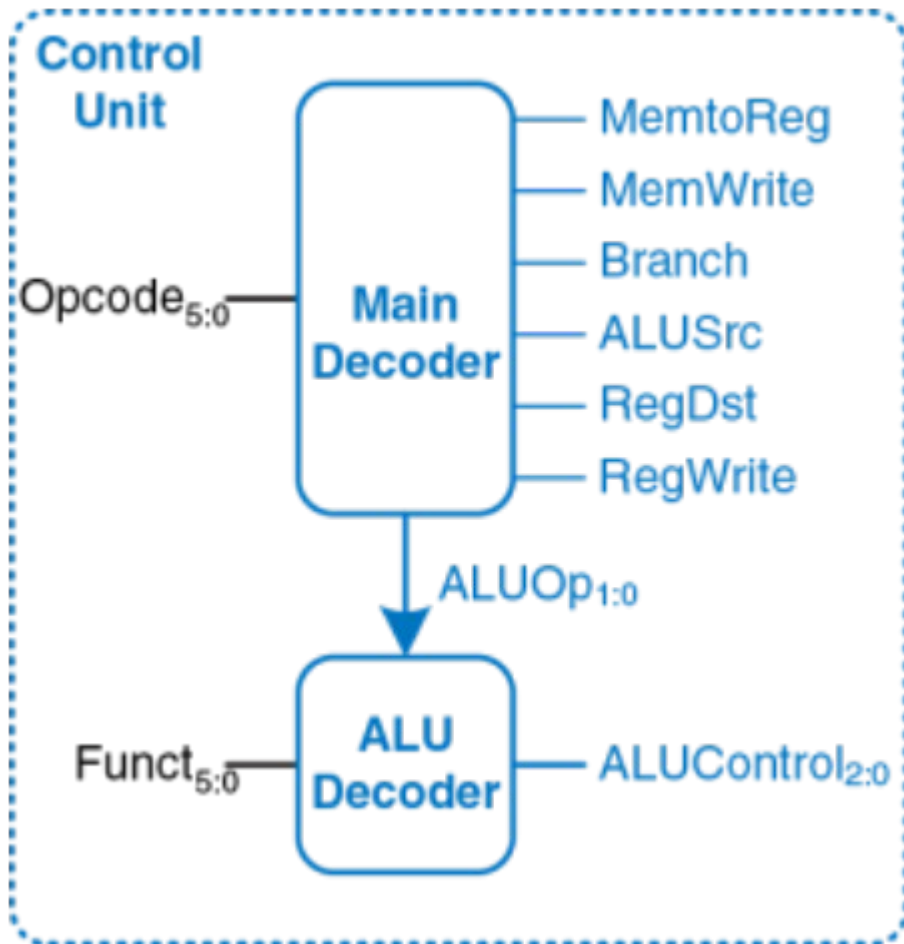 Control
Unit
MemtoReg
MemWrite
Branch
Opcode5:0
Main
Decoder
ALUSrc
RegDst
RegWrite
ALUOp1:0
ALU
Decoder
Funct5:0
ALUControl2:0